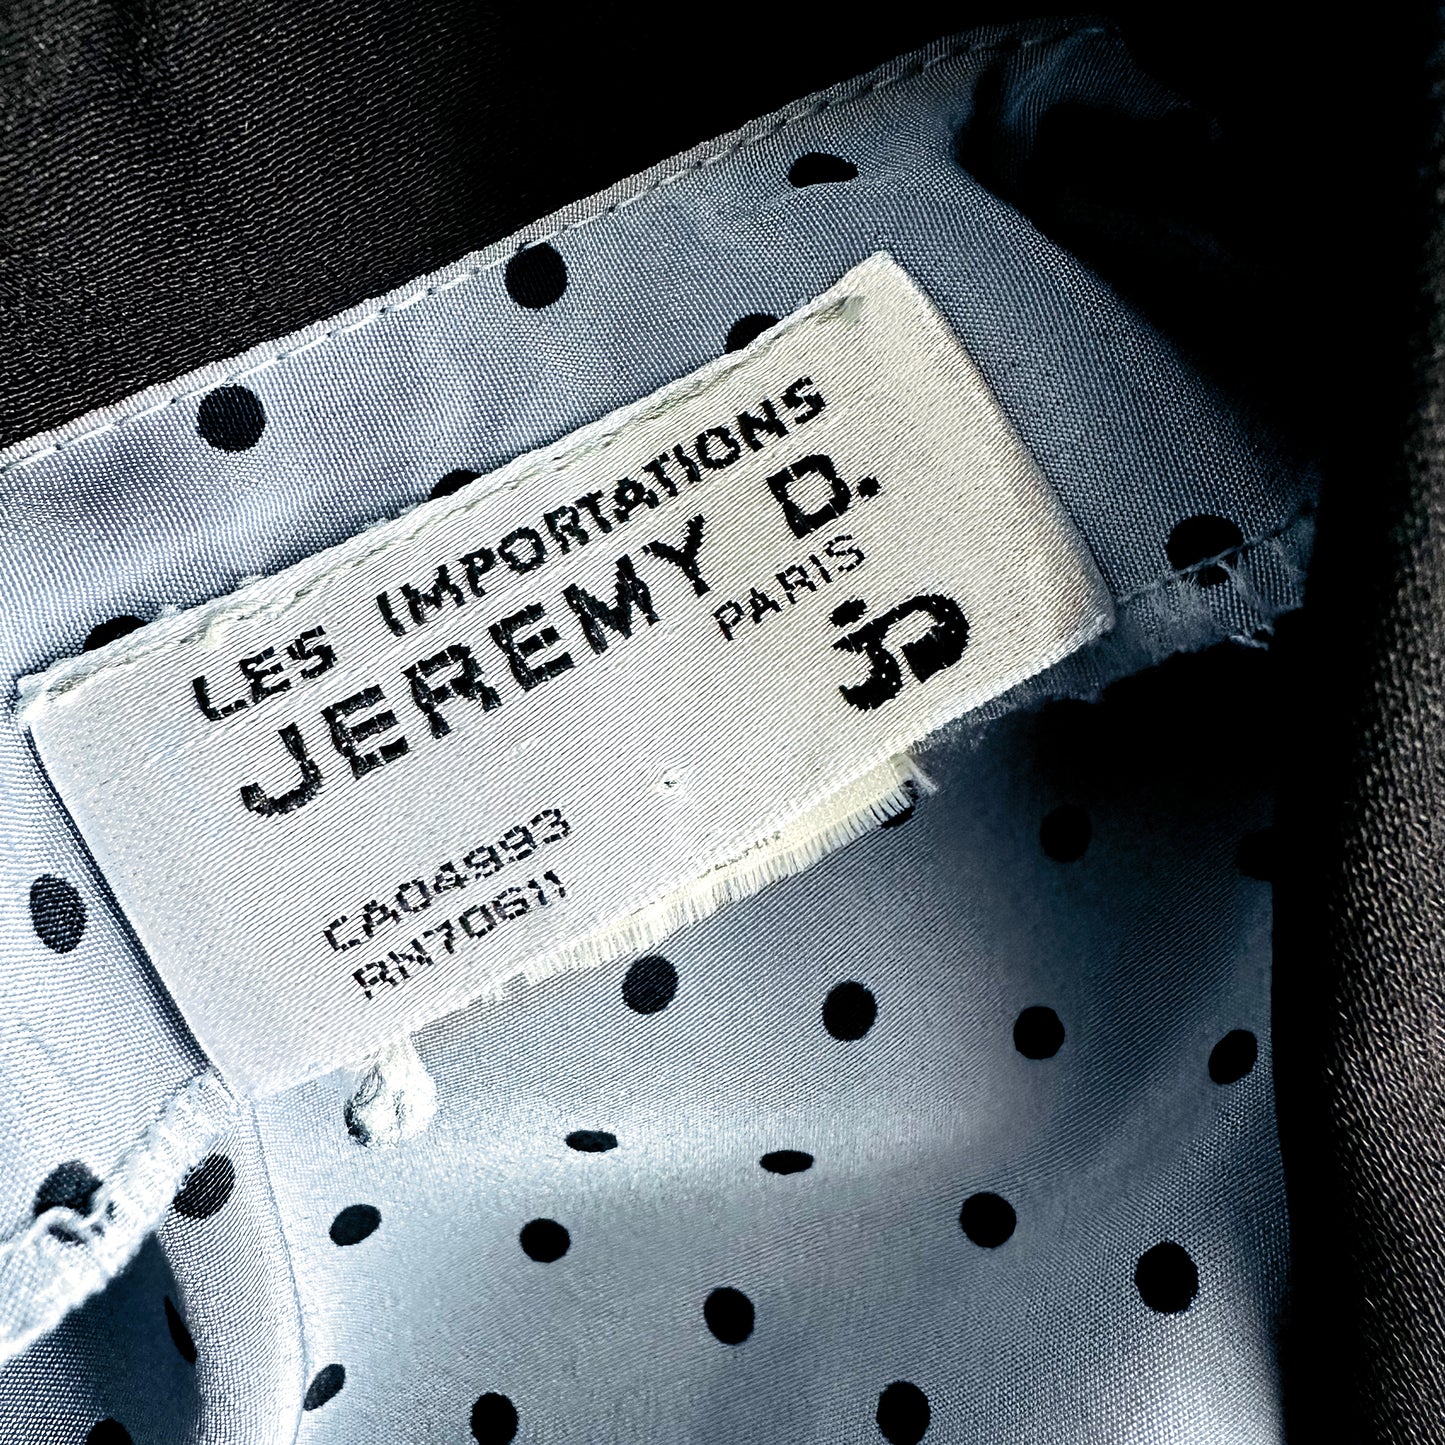 LES IMPORTATIONS
JEREMY D.
PARIS
JD
CA04993
RN70611